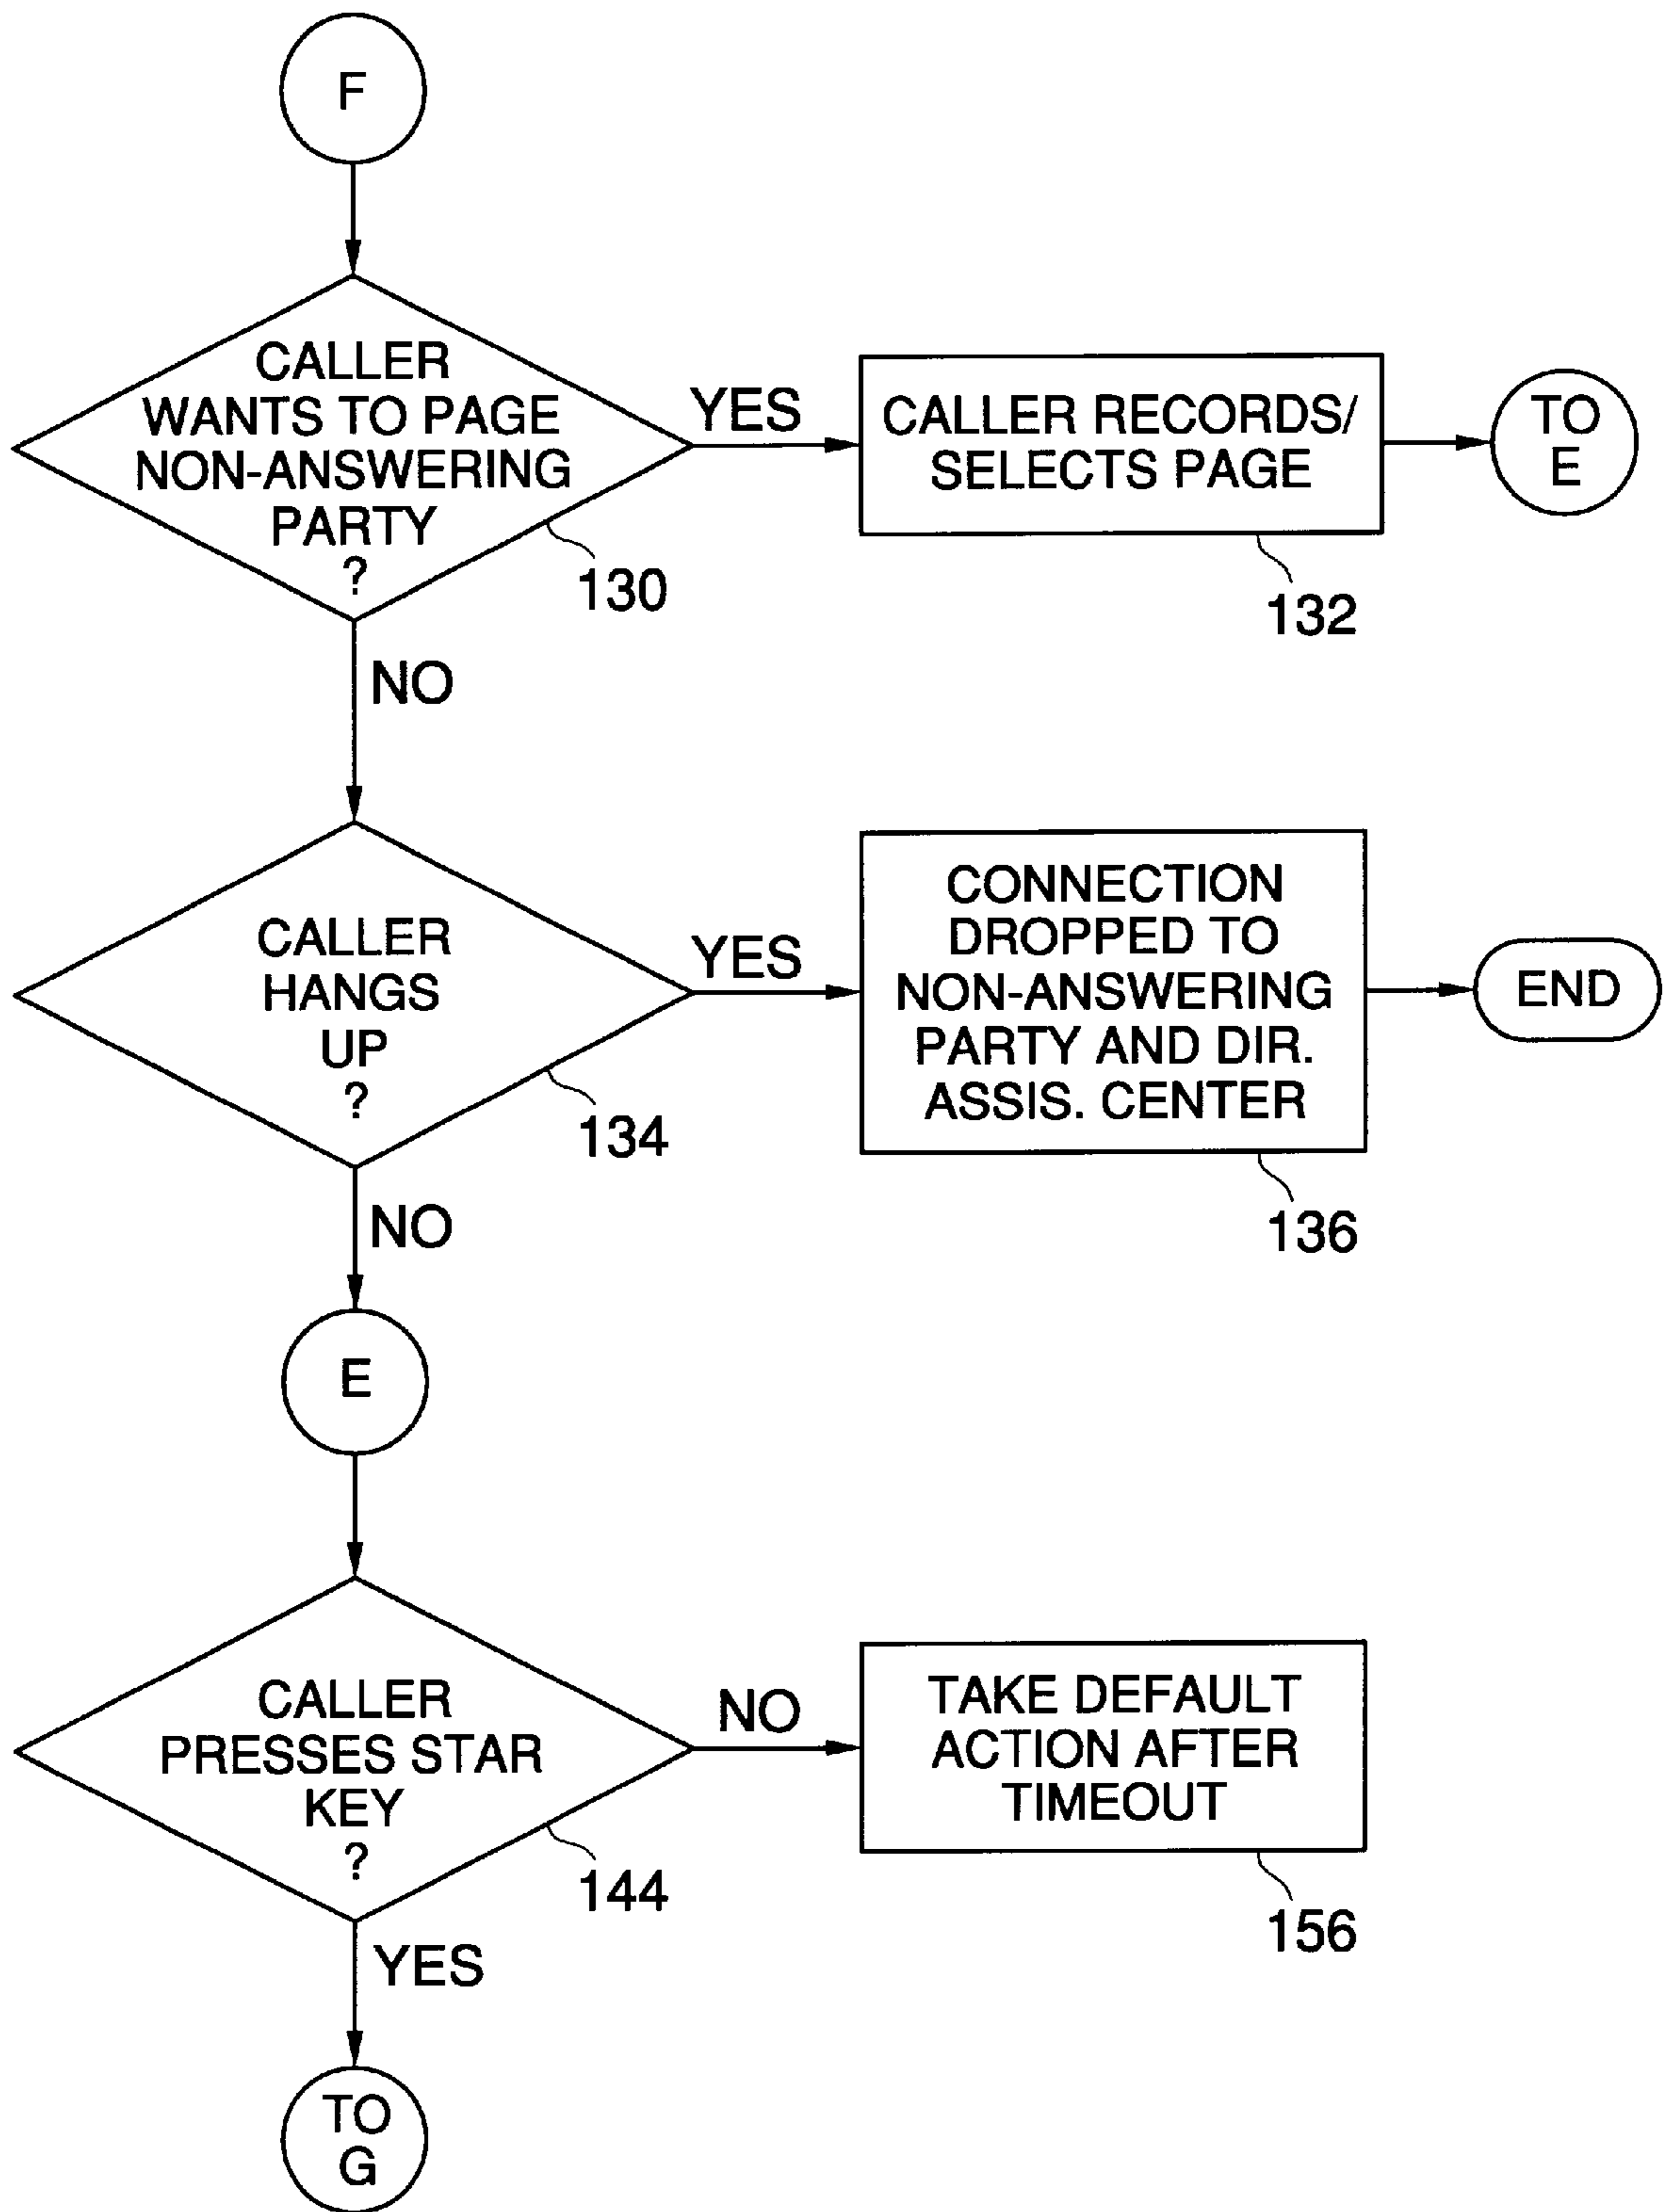 F
CALLER
WANTS TO PAGE
NON-ANSWERING
PARTY
?
130
YES
CALLER RECORDS/
SELECTS PAGE
132
TO
E
NO
CALLER
HANGS
UP
?
134
YES
CONNECTION
DROPPED TO
NON-ANSWERING
PARTY AND DIR.
ASSIS. CENTER
136
END
NO
E
CALLER
PRESSES STAR
KEY
?
144
NO
TAKE DEFAULT
ACTION AFTER
TIMEOUT
156
YES
TO
G